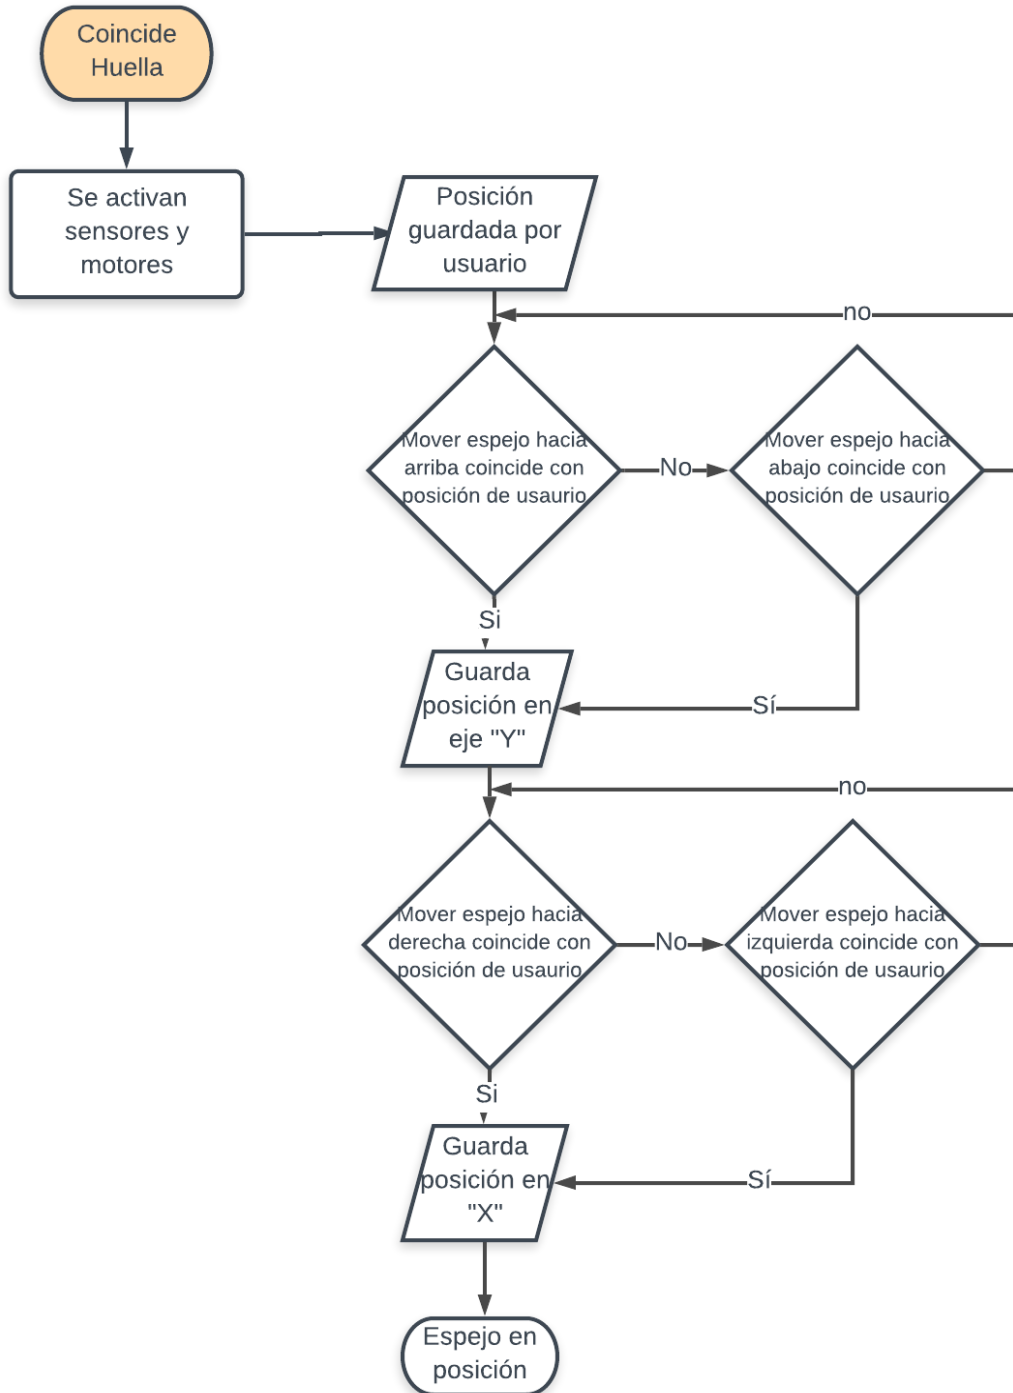 Coincide
Huella
Se activan
sensores y
motores
Posición
guardada por
usuario
no
Mover espejo hacia
arriba coincide con
posición de usaurio
No
Mover espejo hacia
abajo coincide con
posición de usaurio
Si
Guarda
posición en
eje "Y"
Sí
no
Mover espejo hacia
derecha coincide con
posición de usaurio
No
Mover espejo hacia
izquierda coincide con
posición de usaurio
Si
Guarda
posición en
"X"
Sí
Espejo en
posición